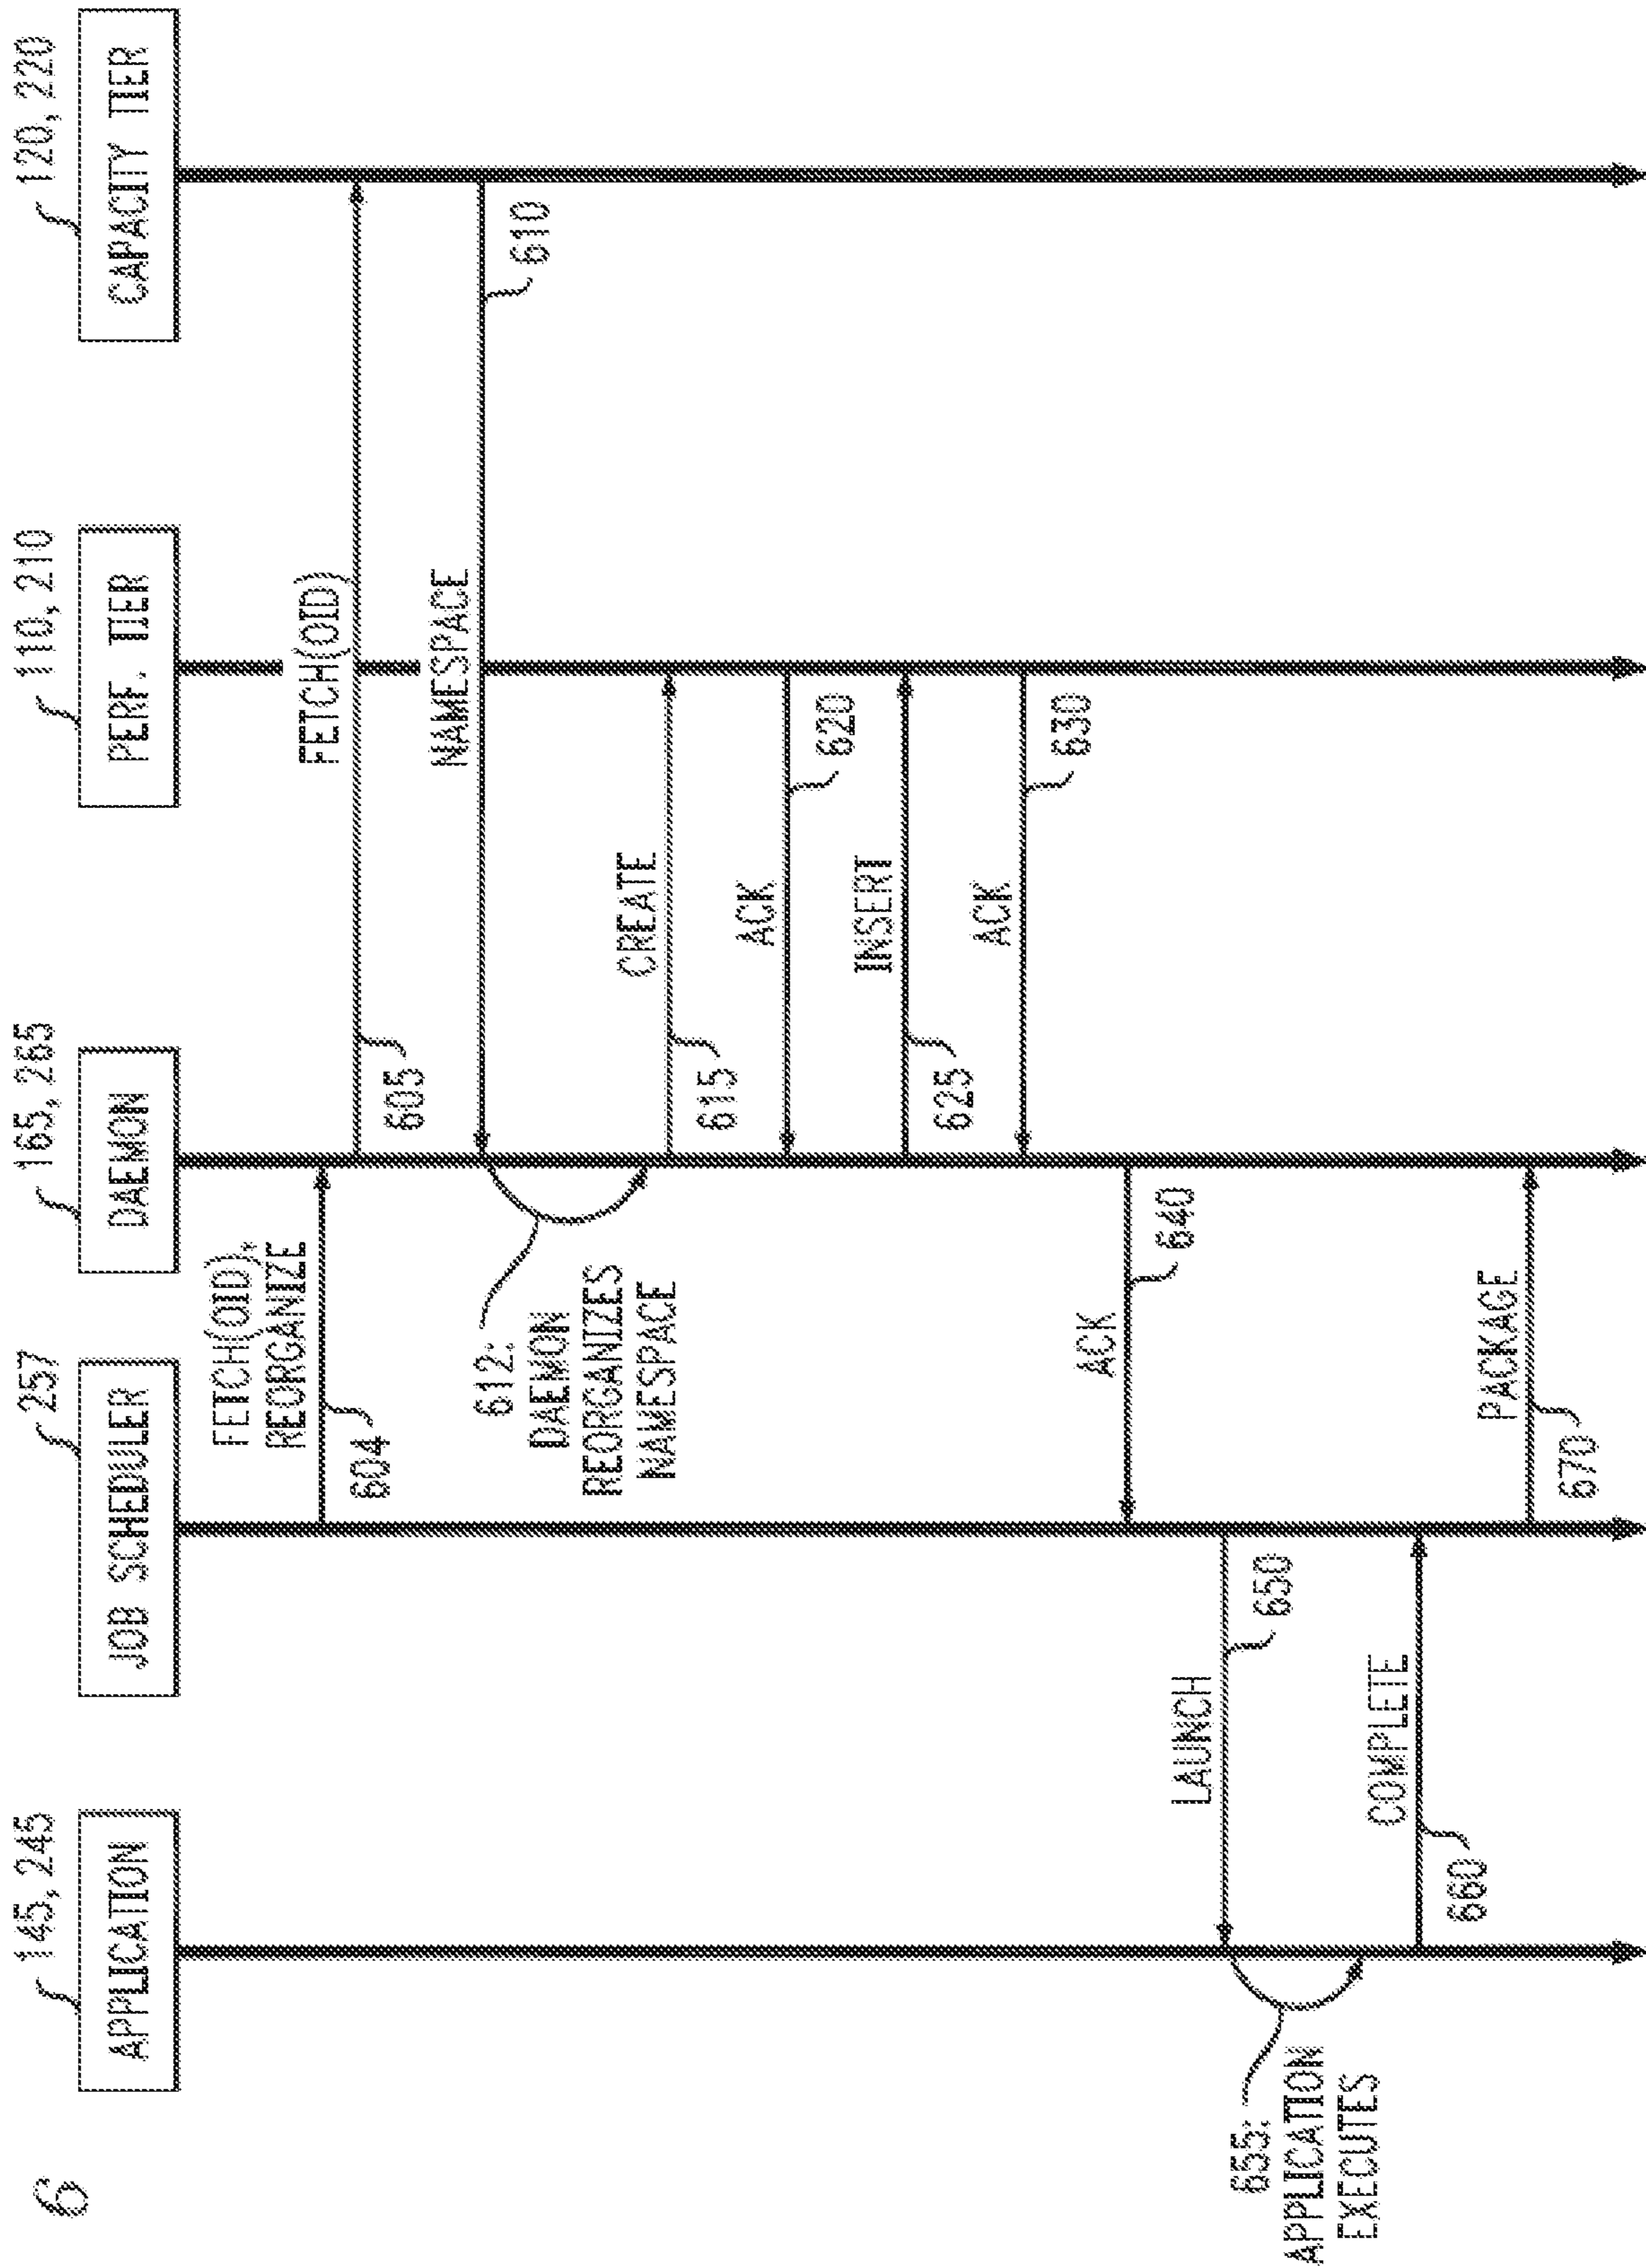 6
145, 245
APPLICATION
257
JOB SCHEDULER
165, 265
DAEMON
110, 210
PERF. TIER
120, 220
CAPACITY TIER
FETCH(OID),
REORGANIZE
604
FETCH(OID)
605
NAMESPACE
610
612:
DAEMON
REORGANIZES
NAMESPACE
CREATE
615
ACK
620
INSERT
625
ACK
630
ACK
640
LAUNCH
650
655:
APPLICATION
EXECUTES
COMPLETE
660
PACKAGE
670